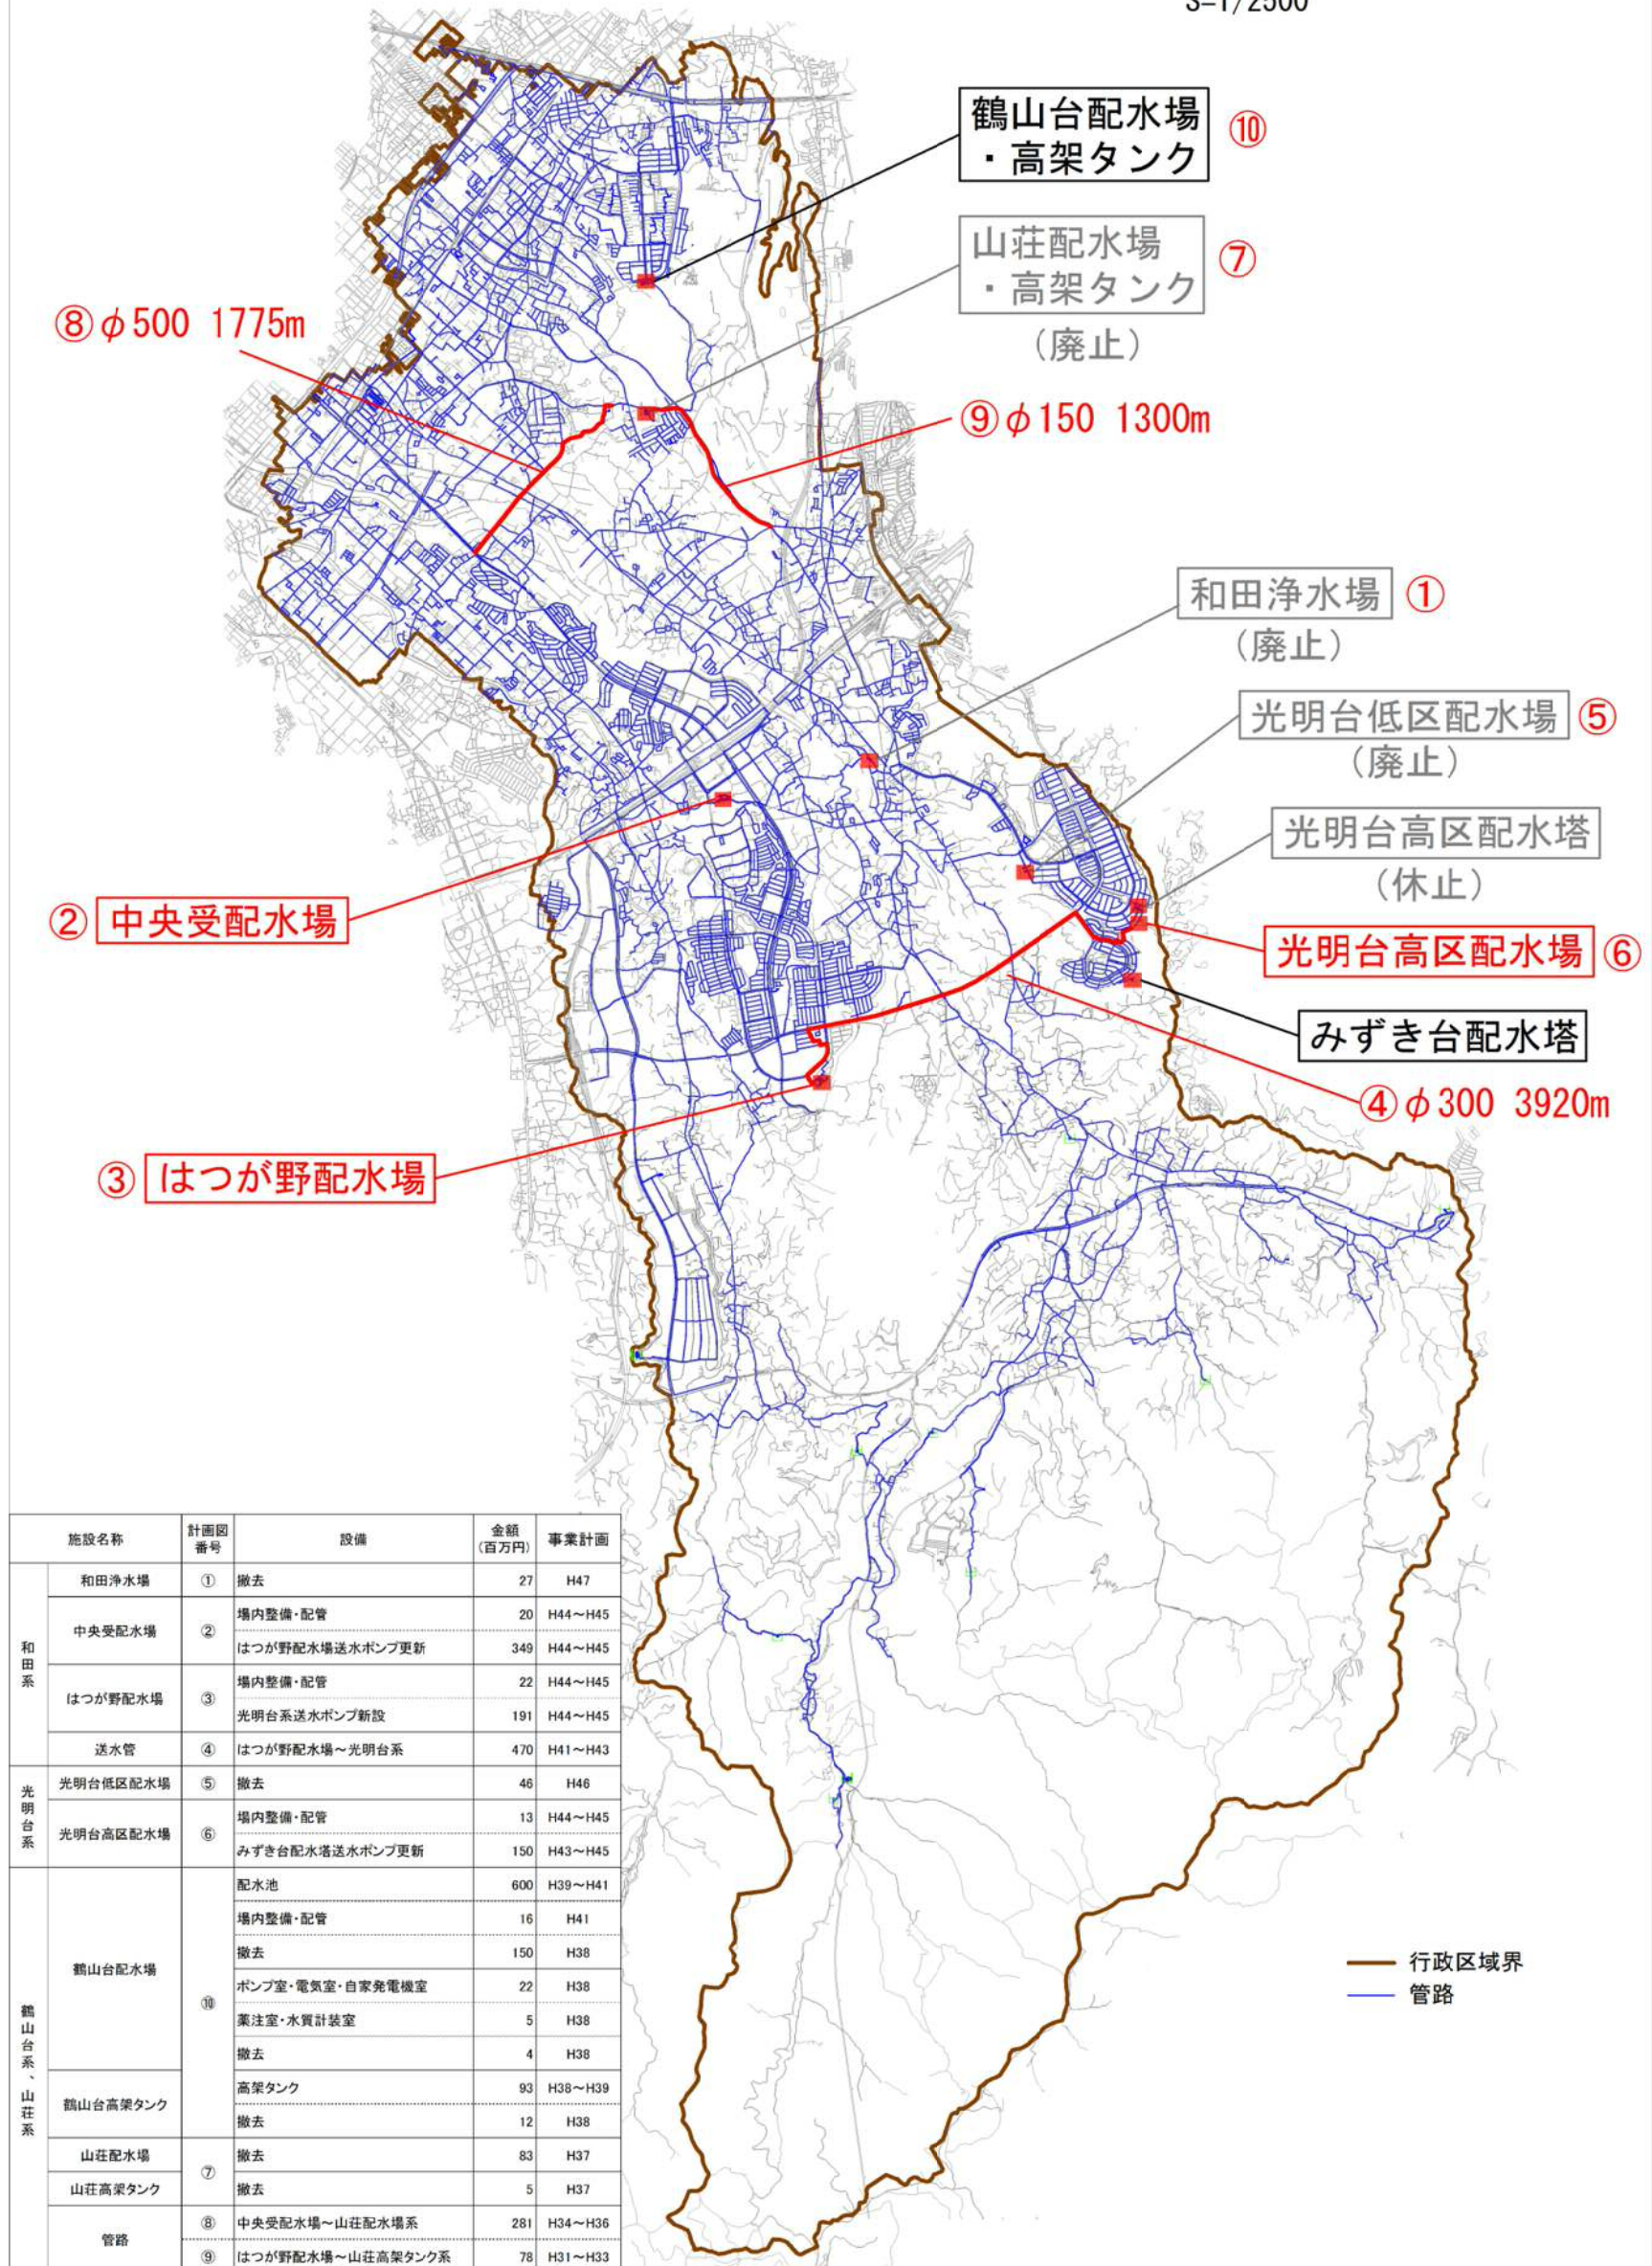 S=1/2500
鶴山台配水場
・高架タンク
⑩
山荘配水場
・高架タンク
⑦
（廃止）
⑧φ500 1775m
⑨φ150 1300m
和田浄水場
①
（廃止）
光明台低区配水場
⑤
（廃止）
光明台高区配水塔
（休止）
②
中央受配水場
光明台高区配水場
⑥
みずき台配水塔
④φ300 3920m
③
はつが野配水場
施設名称 計画図番号 設備 金額（百万円） 事業計画
和田系
和田浄水場 ① 撤去 27 H47
中央受配水場 ② 場内整備・配管 20 H44～H45
はつが野配水場送水ポンプ更新 349 H44～H45
はつが野配水場 ③ 場内整備・配管 22 H44～H45
光明台系送水ポンプ新設 191 H44～H45
送水管 ④ はつが野配水場～光明台系 470 H41～H43
光明台系
光明台低区配水場 ⑤ 撤去 46 H46
光明台高区配水場 ⑥ 場内整備・配管 13 H44～H45
みずき台配水塔送水ポンプ更新 150 H43～H45
鶴山台系、山荘系
鶴山台配水場 ⑩ 配水池 600 H39～H41
場内整備・配管 16 H41
撤去 150 H38
ポンプ室・電気室・自家発電機室 22 H38
薬注室・水質計装室 5 H38
撤去 4 H38
鶴山台高架タンク 高架タンク 93 H38～H39
撤去 12 H38
山荘配水場 ⑦ 撤去 83 H37
山荘高架タンク 撤去 5 H37
管路 ⑧ 中央受配水場～山荘配水場系 281 H34～H36
⑨ はつが野配水場～山荘高架タンク系 78 H31～H33
行政区域界
管路